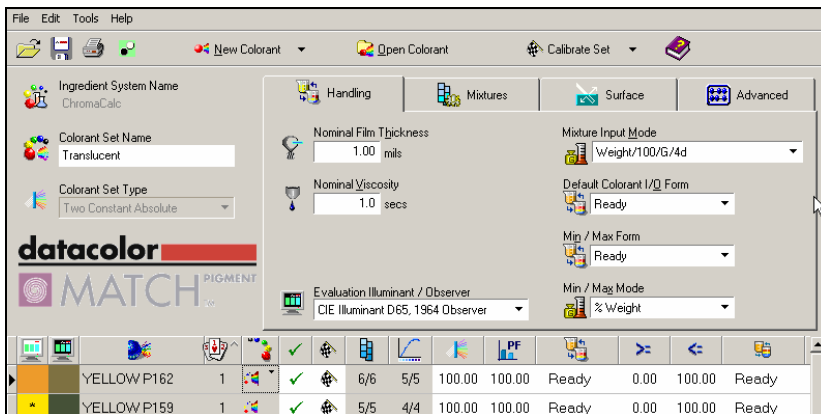 File Edit Tools Help
New Colorant Open Colorant Calibrate Set
Ingredient System Name
ChromaCalc
Colorant Set Name
Translucent
Colorant Set Type
Two Constant Absolute
datacolor
MATCH PIGMENT
Handling Mixtures Surface Advanced
Nominal Film Thickness
1.00 mils
Nominal Viscosity
1.0 secs
Evaluation Illuminant / Observer
CIE Illuminant D65, 1964 Observer
Mixture Input Mode
Weight/100/G/4d
Default Colorant I/O Form
Ready
Min / Max Form
Ready
Min / Max Mode
% Weight
PF >= <=
YELLOW P162 1 6/6 5/5 100.00 100.00 Ready 0.00 100.00 Ready
* YELLOW P159 1 5/5 4/4 100.00 100.00 Ready 0.00 100.00 Ready